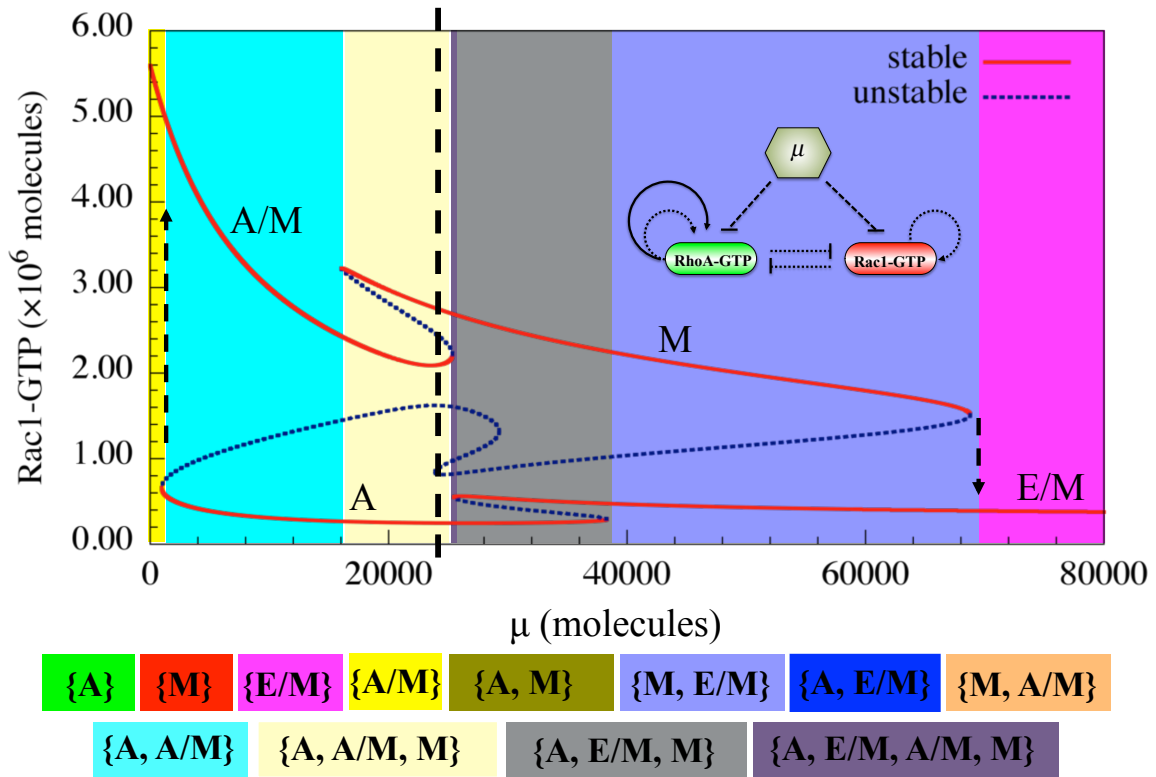 6.00
5.00
4.00
3.00
2.00
1.00
0.00
Rac1-GTP (×10⁶ molecules)
stable
unstable
μ
RhoA-GTP
Rac1-GTP
A/M
M
A
E/M
0 20000 40000 60000 80000
μ (molecules)
{A} {M} {E/M} {A/M} {A, M} {M, E/M} {A, E/M} {M, A/M}
{A, A/M} {A, A/M, M} {A, E/M, M} {A, E/M, A/M, M}